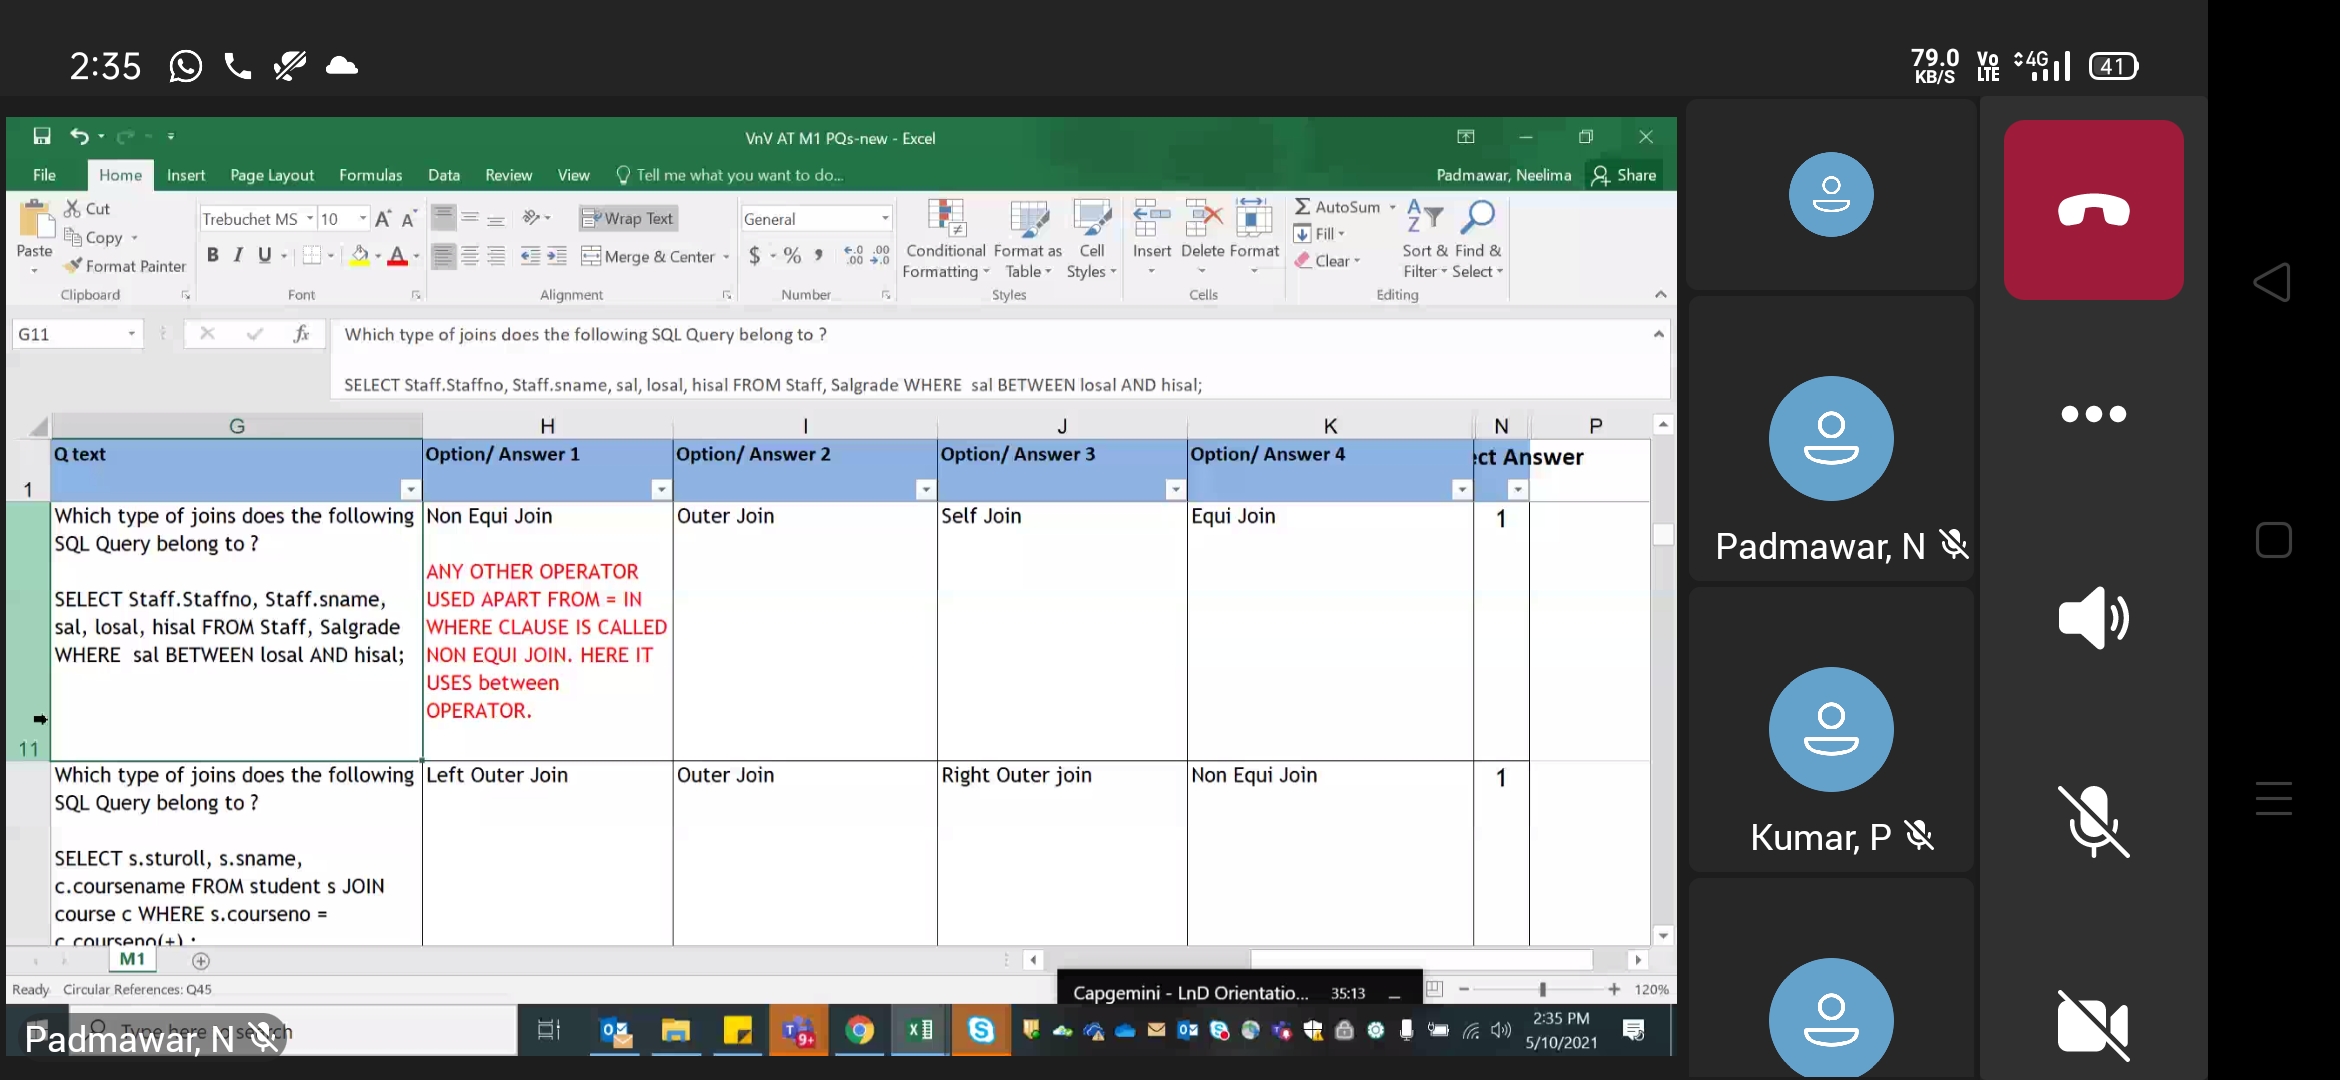 2:35
79.0 KB/S Vo LTE 4G 41
VnV AT M1 PQs-new - Excel
File Home Insert Page Layout Formulas Data Review View Tell me what you want to do... Padmawar, Neelima Share
Paste
Cut
Copy
Format Painter
Clipboard
Trebuchet MS 10
B I U
Font
Wrap Text
Merge & Center
Alignment
General
$ % ,
Number
Conditional Formatting
Format as Table
Cell Styles
Styles
Insert Delete Format
Cells
AutoSum
Fill
Clear
Sort & Filter
Find & Select
Editing
G11
fx
Which type of joins does the following SQL Query belong to ?
SELECT Staff.Staffno, Staff.sname, sal, losal, hisal FROM Staff, Salgrade WHERE sal BETWEEN losal AND hisal;
G H I J K N P
1
Q text
Option/ Answer 1
Option/ Answer 2
Option/ Answer 3
Option/ Answer 4
ct Answer
11
Which type of joins does the following
SQL Query belong to ?
SELECT Staff.Staffno, Staff.sname,
sal, losal, hisal FROM Staff, Salgrade
WHERE sal BETWEEN losal AND hisal;
Non Equi Join
ANY OTHER OPERATOR
USED APART FROM = IN
WHERE CLAUSE IS CALLED
NON EQUI JOIN. HERE IT
USES between
OPERATOR.
Outer Join
Self Join
Equi Join
1
Which type of joins does the following
SQL Query belong to ?
SELECT s.sturoll, s.sname,
c.coursename FROM student s JOIN
course c WHERE s.courseno =
c.courseno(+) ;
Left Outer Join
Outer Join
Right Outer join
Non Equi Join
1
M1
Ready Circular References: Q45
Capgemini - LnD Orientatio... 35:13
120%
Type here to search
Padmawar, N
9+
2:35 PM
5/10/2021
Padmawar, N
Kumar, P